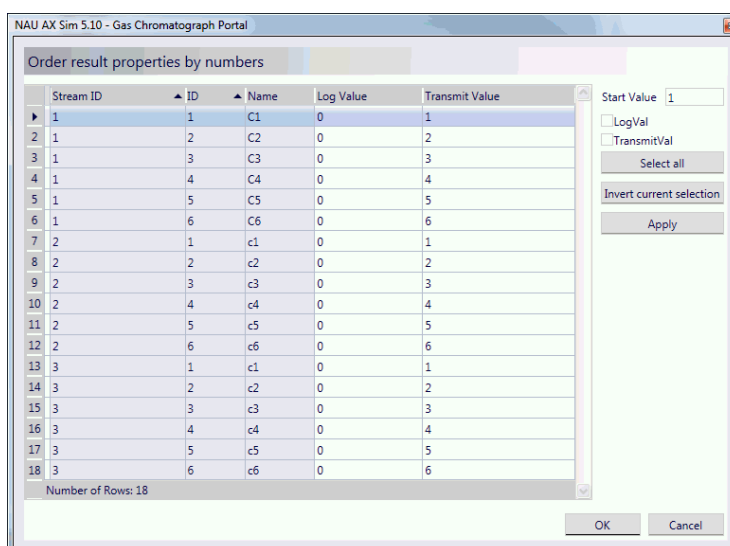 NAU AX Sim 5.10 - Gas Chromatograph Portal
Order result properties by numbers
Stream ID ID Name Log Value Transmit Value
1 1 C1 0 1
2 1 2 C2 0 2
3 1 3 C3 0 3
4 1 4 C4 0 4
5 1 5 C5 0 5
6 1 6 C6 0 6
7 2 1 c1 0 1
8 2 2 c2 0 2
9 2 3 c3 0 3
10 2 4 c4 0 4
11 2 5 c5 0 5
12 2 6 c6 0 6
13 3 1 c1 0 1
14 3 2 c2 0 2
15 3 3 c3 0 3
16 3 4 c4 0 4
17 3 5 c5 0 5
18 3 6 c6 0 6
Number of Rows: 18
Start Value 1
LogVal
TransmitVal
Select all
Invert current selection
Apply
OK Cancel